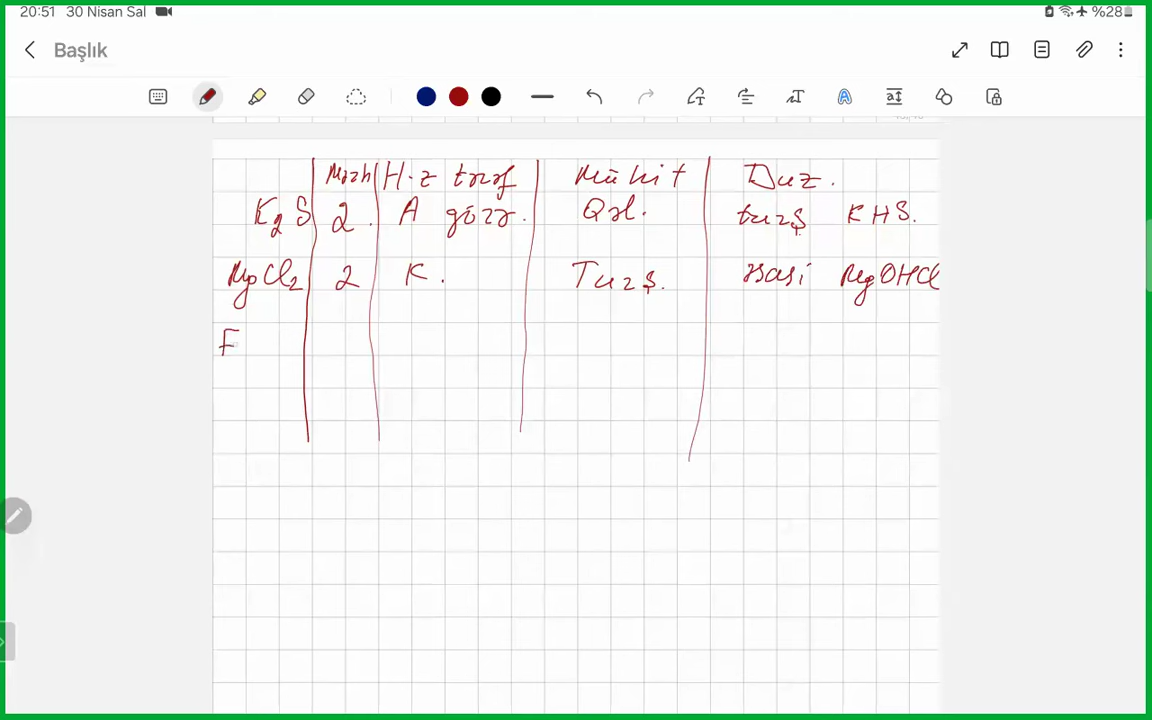 20:51 30 Nisan Sal %28
Başlık
Məh H-z tərəf Mühit Duz.
K2S 2. A görə. Qəl. turş KHS.
MgCl2 2 K. Turş. əsasi MgOHCl
F